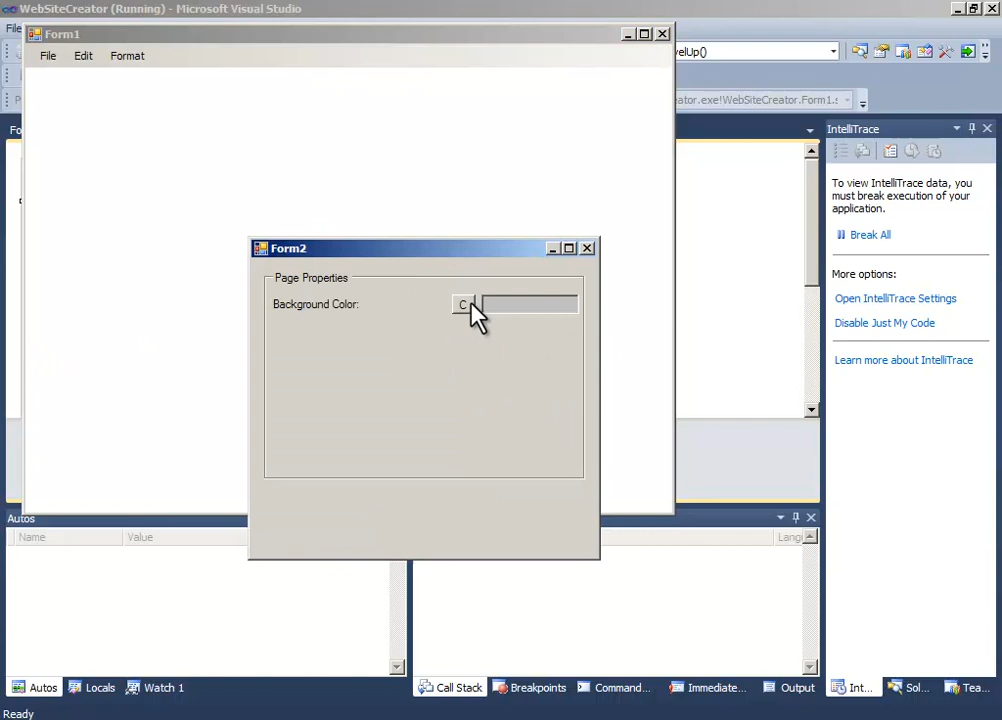 WebSiteCreator (Running) - Microsoft Visual Studio
File
Form1
File Edit Format
velUp()
ator.exe!WebSiteCreator.Form1.s
Fo
IntelliTrace
To view IntelliTrace data, you
must break execution of your
application.
Break All
More options:
Open IntelliTrace Settings
Disable Just My Code
Learn more about IntelliTrace
Form2
Page Properties
Background Color:
C
Autos
Name Value
Lang
Autos Locals Watch 1
Call Stack Breakpoints Command... Immediate... Output
Int... Sol... Tea...
Ready